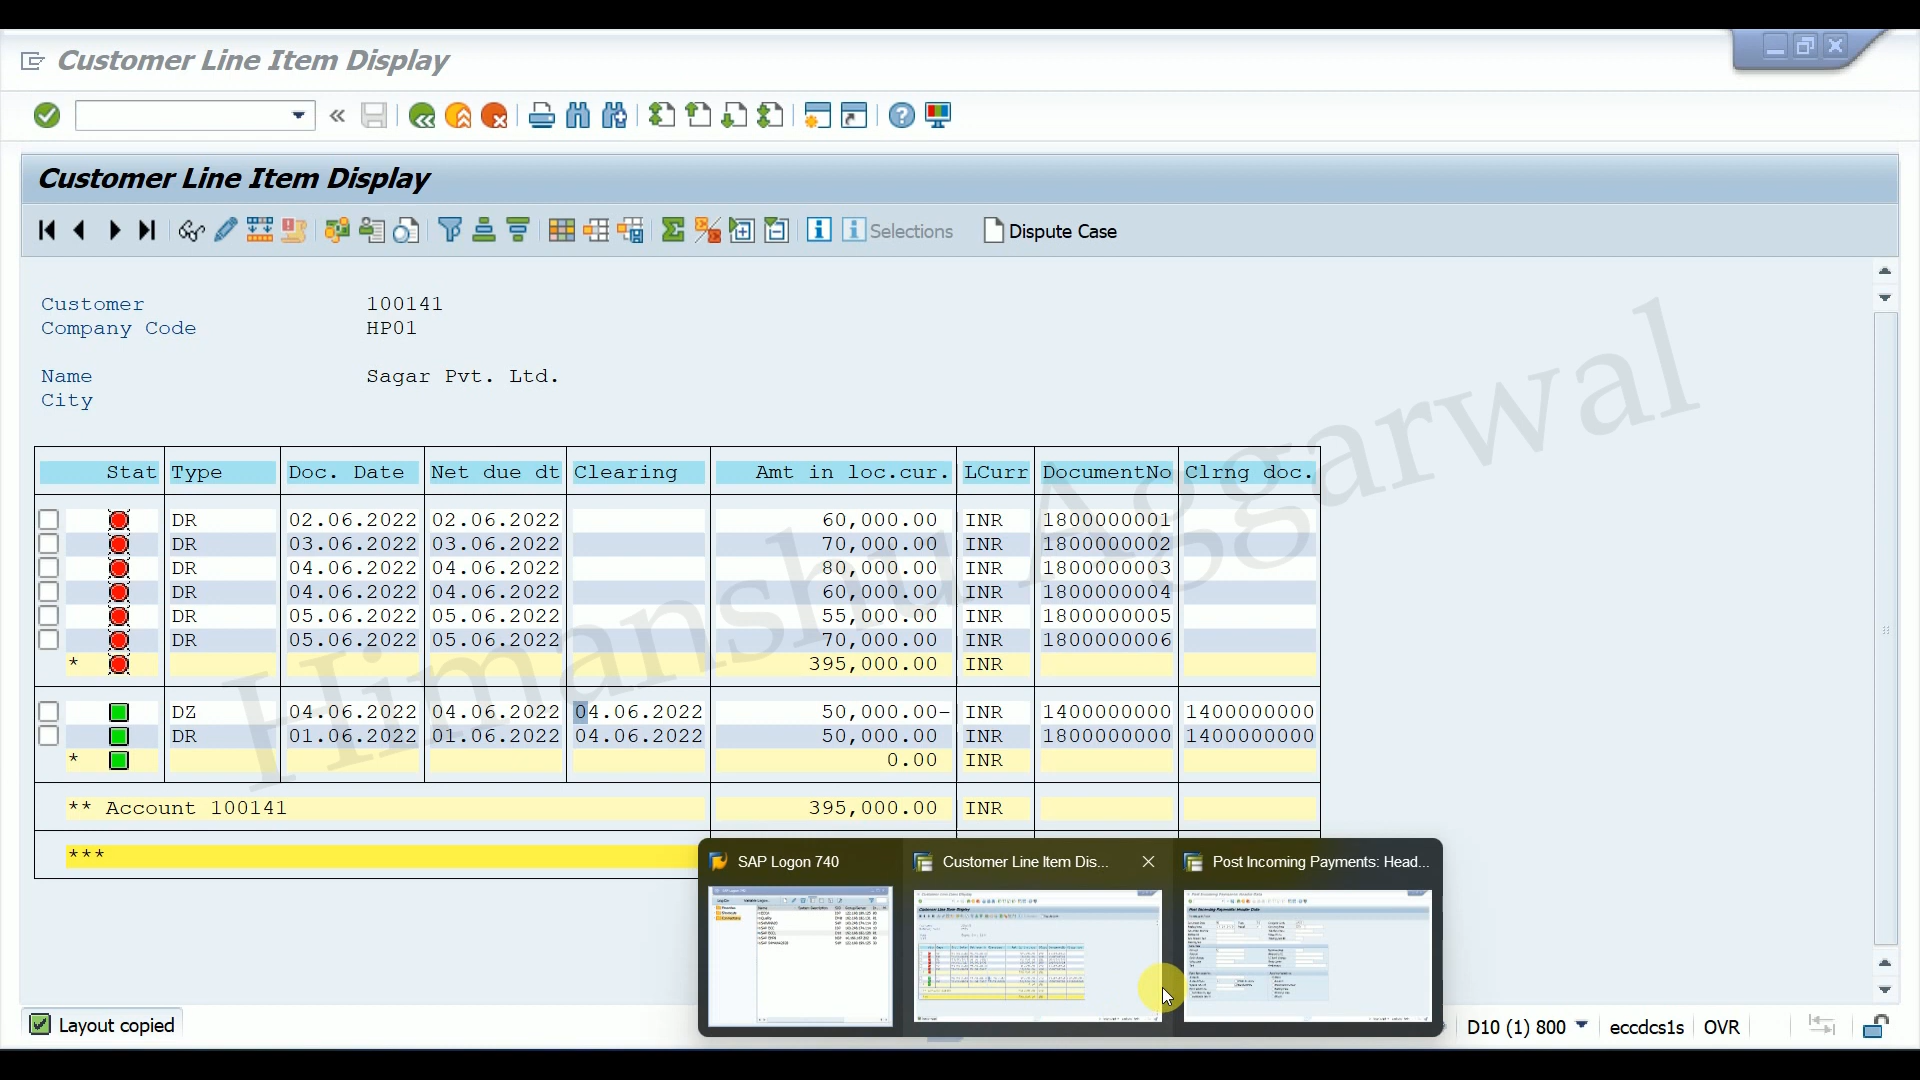 Customer Line Item Display
Customer Line Item Display
Selections Dispute Case
Customer 100141
Company Code HP01
Name Sagar Pvt. Ltd.
City
Stat Type Doc. Date Net due dt Clearing Amt in loc.cur. LCurr DocumentNo Clrng doc.
DR 02.06.2022 02.06.2022 60,000.00 INR 1800000001
DR 03.06.2022 03.06.2022 70,000.00 INR 1800000002
DR 04.06.2022 04.06.2022 80,000.00 INR 1800000003
DR 04.06.2022 04.06.2022 60,000.00 INR 1800000004
DR 05.06.2022 05.06.2022 55,000.00 INR 1800000005
DR 05.06.2022 05.06.2022 70,000.00 INR 1800000006
* 395,000.00 INR
DZ 04.06.2022 04.06.2022 04.06.2022 50,000.00- INR 1400000000 1400000000
DR 01.06.2022 01.06.2022 04.06.2022 50,000.00 INR 1800000000 1400000000
* 0.00 INR
** Account 100141 395,000.00 INR
***
Himanshu Aggarwal
SAP Logon 740 Customer Line Item Dis... Post Incoming Payments: Head...
Layout copied D10 (1) 800 eccdcs1s OVR